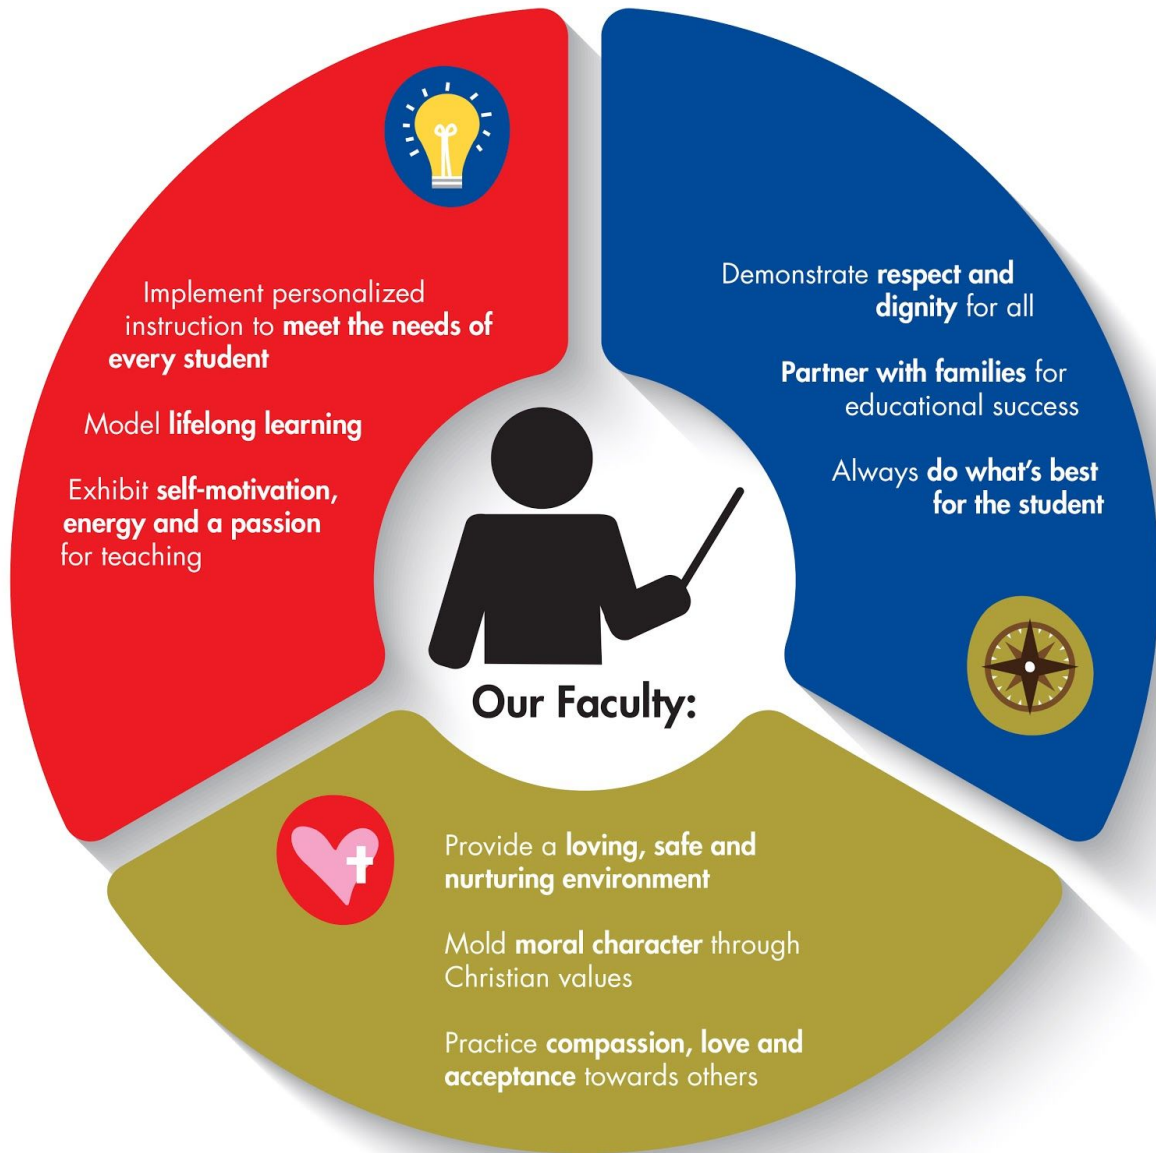 Implement personalized
instruction to meet the needs of
every student
Model lifelong learning
Exhibit self-motivation,
energy and a passion
for teaching
Demonstrate respect and
dignity for all
Partner with families for
educational success
Always do what's best
for the student
Our Faculty:
Provide a loving, safe and
nurturing environment
Mold moral character through
Christian values
Practice compassion, love and
acceptance towards others